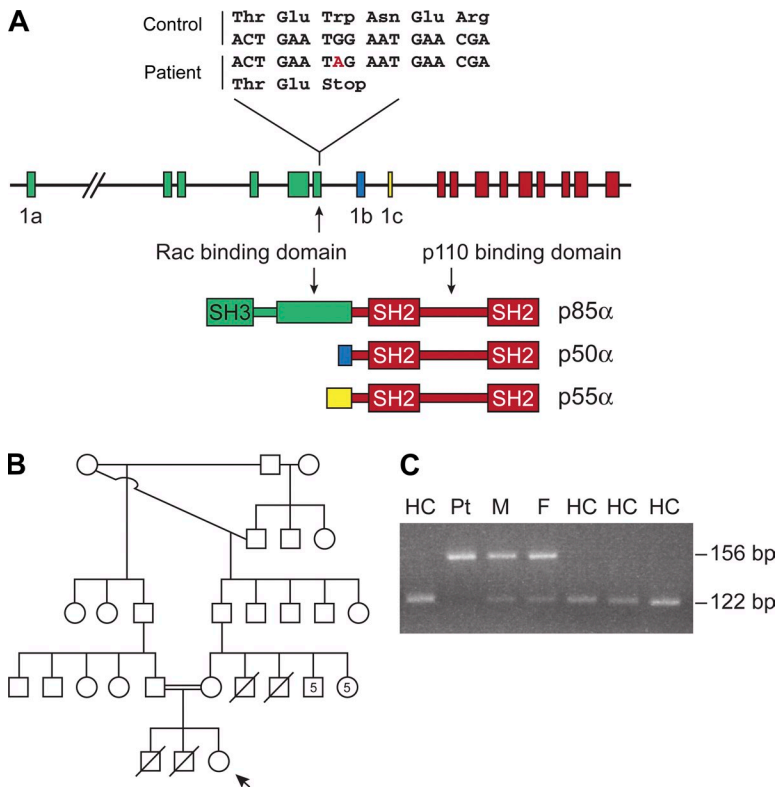 A
Control
Thr Glu Trp Asn Glu Arg
ACT GAA TGG AAT GAA CGA
Patient
ACT GAA TAG AAT GAA CGA
Thr Glu Stop
1a
1b
1c
Rac binding domain
p110 binding domain
SH3
SH2
SH2
p85α
SH2
SH2
p50α
SH2
SH2
p55α
B
5
5
C
HC Pt M F HC HC HC
156 bp
122 bp